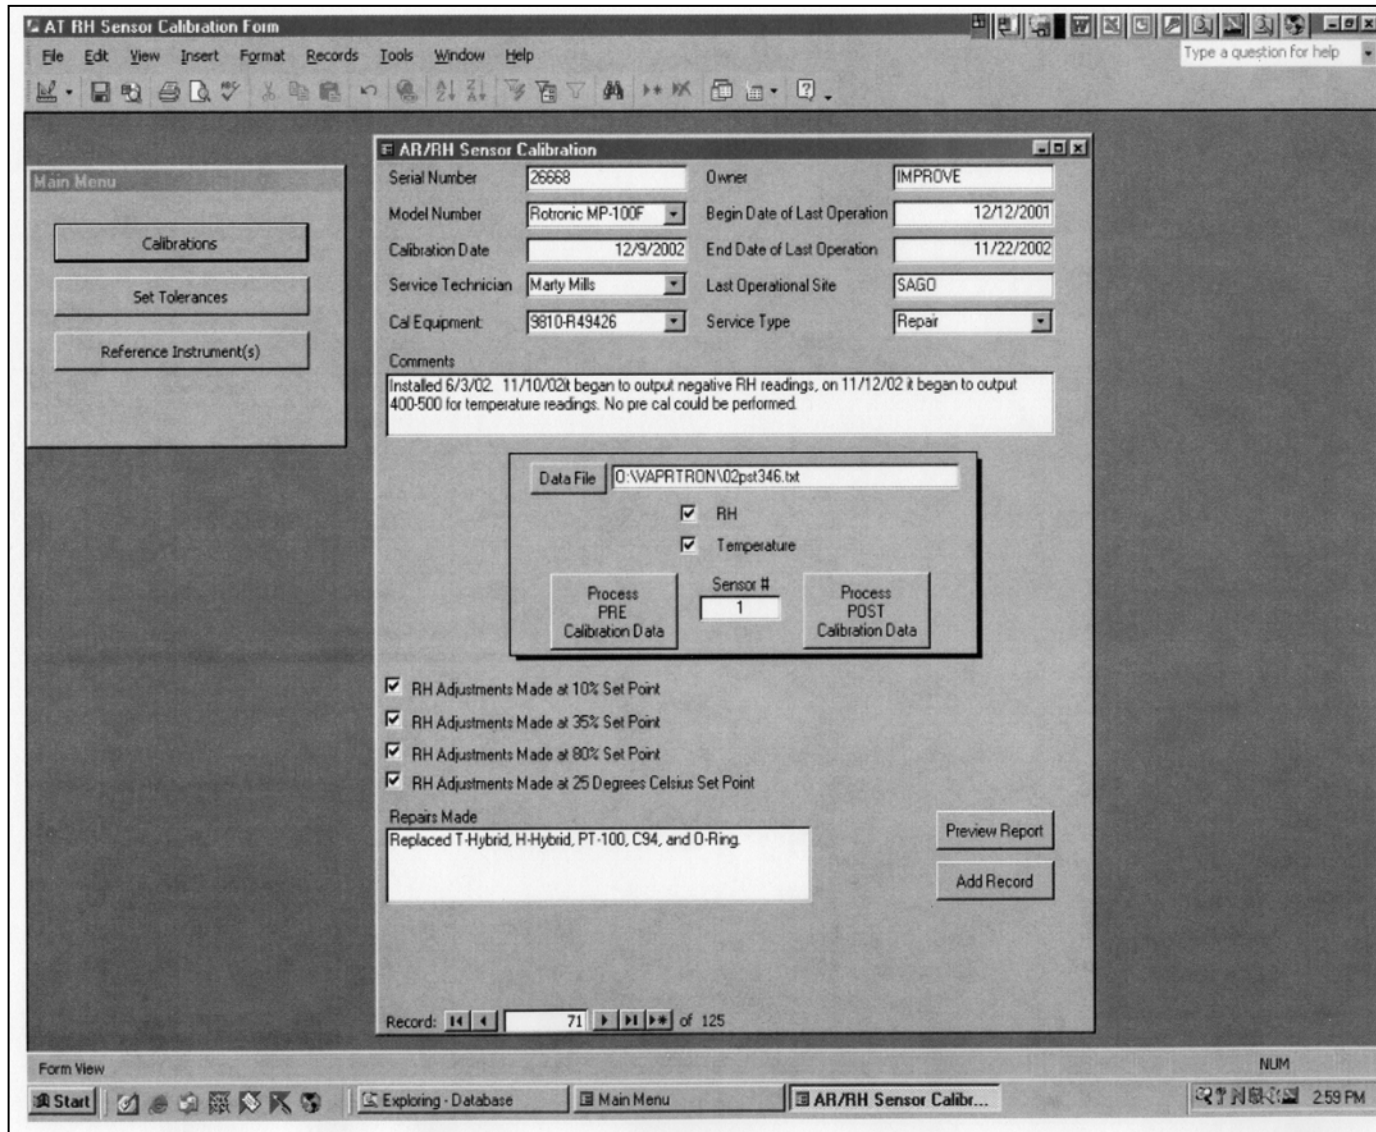 AT RH Sensor Calibration Form
File Edit View Insert Format Records Tools Window Help
Type a question for help
Main Menu
Calibrations
Set Tolerances
Reference Instrument(s)
AR/RH Sensor Calibration
Serial Number 26668 Owner IMPROVE
Model Number Rotronic MP-100F Begin Date of Last Operation 12/12/2001
Calibration Date 12/9/2002 End Date of Last Operation 11/22/2002
Service Technician Marty Mills Last Operational Site SAGO
Cal Equipment: 9810-R49426 Service Type Repair
Comments
Installed 6/3/02. 11/10/02it began to output negative RH readings, on 11/12/02 it began to output
400-500 for temperature readings. No pre cal could be performed.
Data File O:\VAPRTRON\02pst346.txt
RH
Temperature
Process
PRE
Calibration Data
Sensor #
1
Process
POST
Calibration Data
RH Adjustments Made at 10% Set Point
RH Adjustments Made at 35% Set Point
RH Adjustments Made at 80% Set Point
RH Adjustments Made at 25 Degrees Celsius Set Point
Repairs Made
Replaced T-Hybrid, H-Hybrid, PT-100, C94, and O-Ring.
Preview Report
Add Record
Record: 71 of 125
Form View NUM
Start Exploring - Database Main Menu AR/RH Sensor Calibr... 2:59 PM